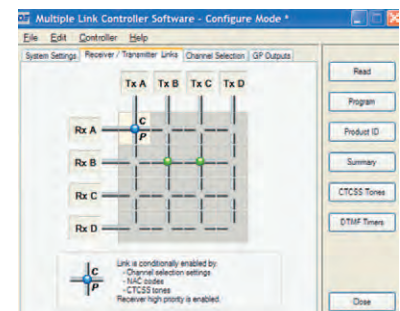 Multiple Link Controller Software - Configure Mode *
File Edit Controller Help
System Settings Receiver / Transmitter Links Channel Selection GP Outputs
Tx A Tx B Tx C Tx D
Rx A
C
P
Rx B
Rx C
Rx D
C
P
Link is conditionally enabled by:
- Channel selection settings
- NAC codes
- CTCSS tones
Receiver high priority is enabled.
Read
Program
Product ID
Summary
CTCSS Tones
DTMF Timers
Close